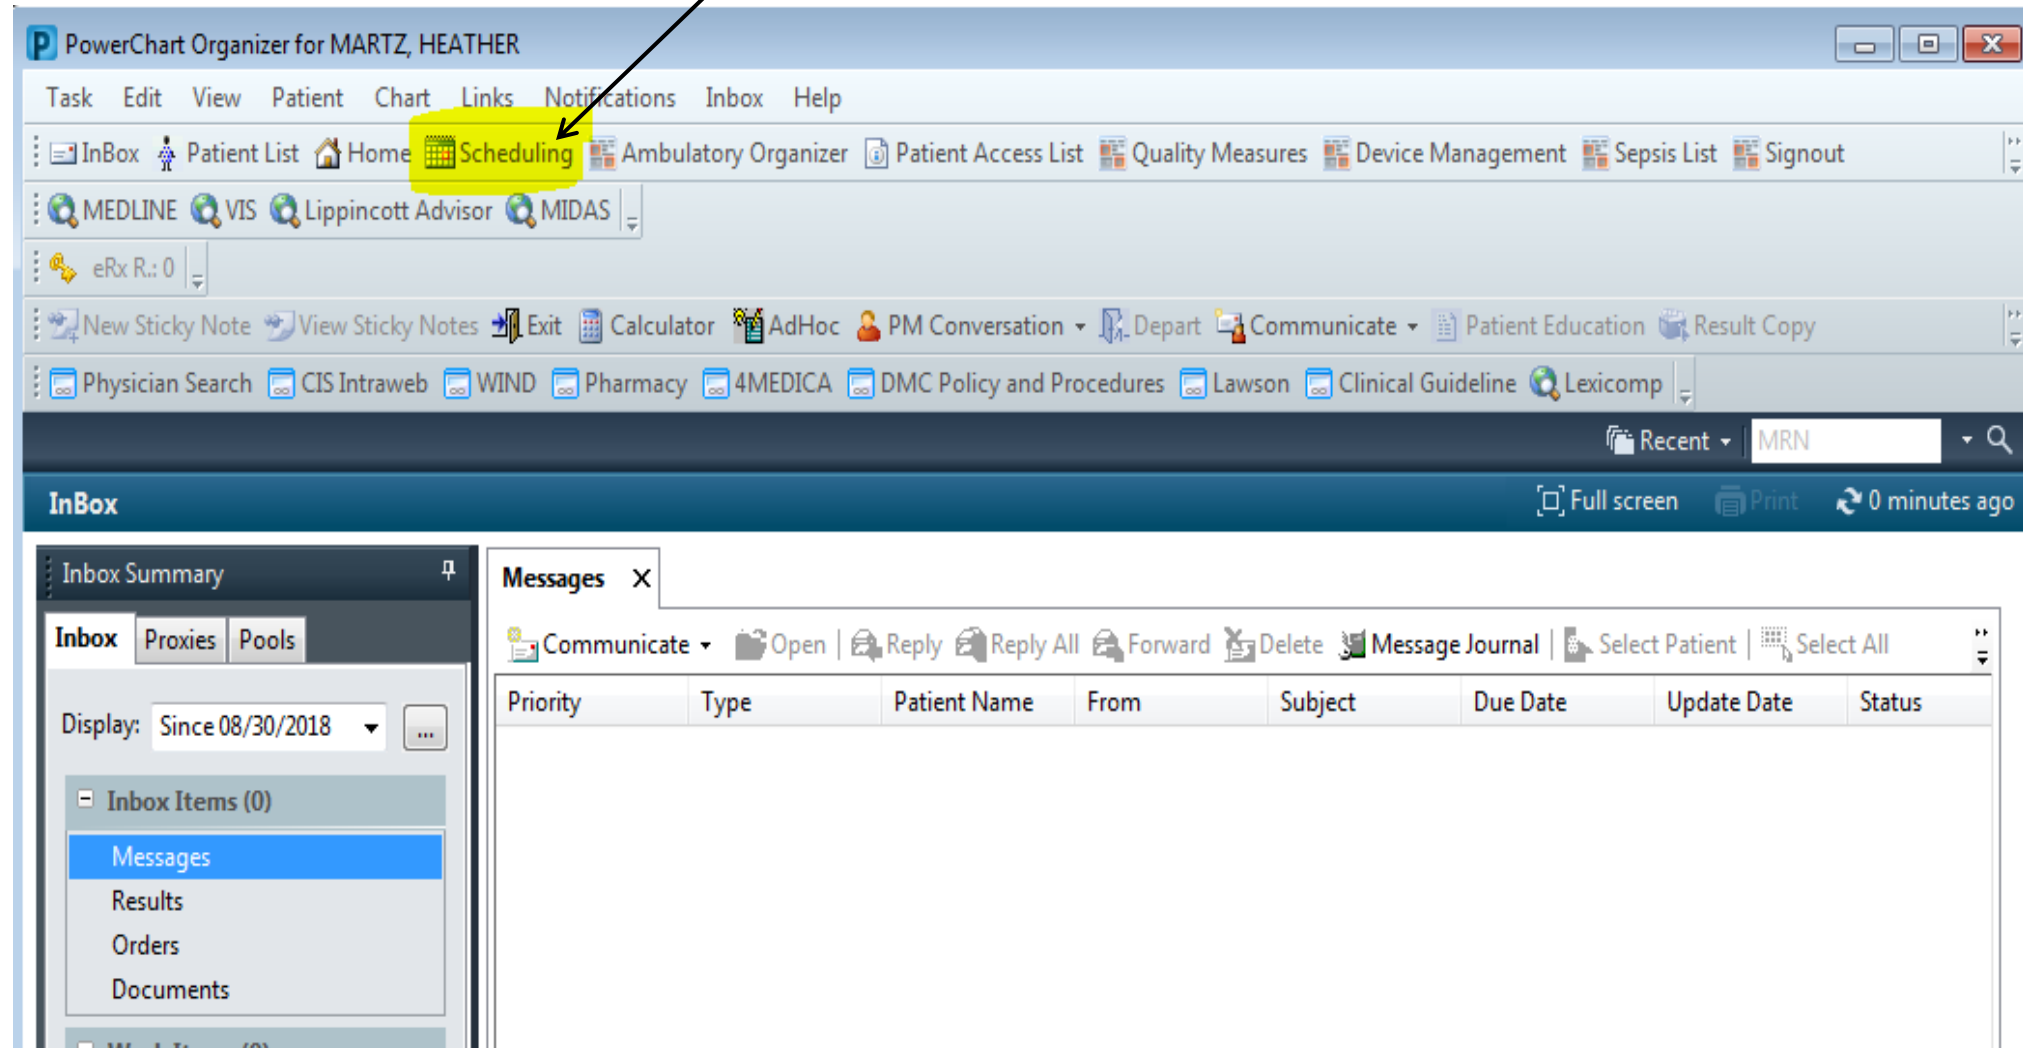 PowerChart Organizer for MARTZ, HEATHER
Task Edit View Patient Chart Links Notifications Inbox Help
InBox Patient List Home Scheduling Ambulatory Organizer Patient Access List Quality Measures Device Management Sepsis List Signout
MEDLINE VIS Lippincott Advisor MIDAS
eRx R.: 0
New Sticky Note View Sticky Notes Exit Calculator AdHoc PM Conversation Depart Communicate Patient Education Result Copy
Physician Search CIS Intraweb WIND Pharmacy 4MEDICA DMC Policy and Procedures Lawson Clinical Guideline Lexicomp
Recent MRN
InBox Full screen Print 0 minutes ago
Inbox Summary
Inbox Proxies Pools
Display: Since 08/30/2018 ...
Inbox Items (0)
Messages
Results
Orders
Documents
Messages X
Communicate Open Reply Reply All Forward Delete Message Journal Select Patient Select All
Priority Type Patient Name From Subject Due Date Update Date Status